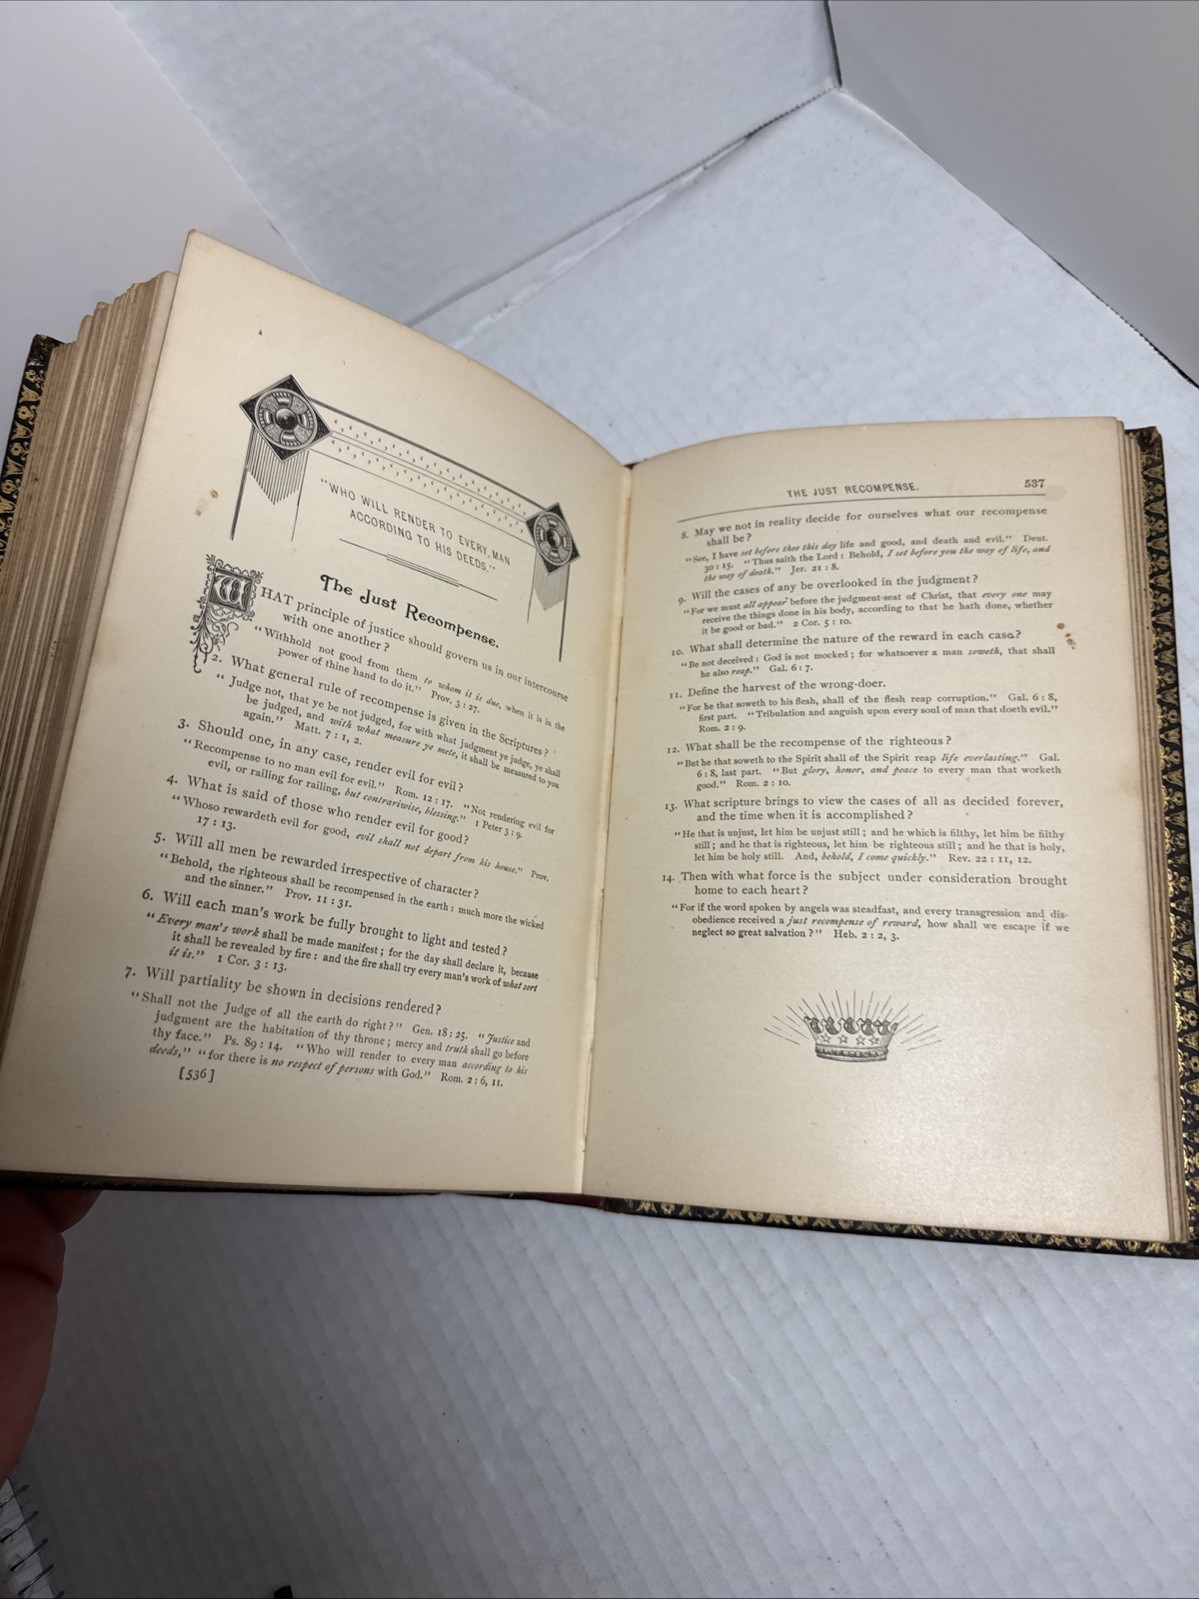 "WHO WILL RENDER TO EVERY MAN
ACCORDING TO HIS DEEDS."
The Just Recompense.
WHAT principle of justice should govern us in our intercourse
with one another?
"Withhold not good from them to whom it is due, when it is in the
power of thine hand to do it." Prov. 3:27.
2. What general rule of recompense is given in the Scriptures?
"Judge not, that ye be not judged, for with what judgment ye judge, ye shall
be judged, and with what measure ye mete, it shall be measured to you
again." Matt. 7:1, 2.
3. Should one, in any case, render evil for evil?
"Recompense to no man evil for evil." Rom. 12:17. "Not rendering evil for
evil, or railing for railing, but contrariwise, blessing." 1 Peter 3:9.
4. What is said of those who render evil for good?
"Whoso rewardeth evil for good, evil shall not depart from his house." Prov.
17:13.
5. Will all men be rewarded irrespective of character?
"Behold, the righteous shall be recompensed in the earth: much more the wicked
and the sinner." Prov. 11:31.
6. Will each man's work be fully brought to light and tested?
"Every man's work shall be made manifest; for the day shall declare it, because
it shall be revealed by fire: and the fire shall try every man's work of what sort
it is." 1 Cor. 3:13.
7. Will partiality be shown in decisions rendered?
"Shall not the Judge of all the earth do right?" Gen. 18:25. "Justice and
judgment are the habitation of thy throne; mercy and truth shall go before
thy face." Ps. 89:14. "Who will render to every man according to his
deeds," "for there is no respect of persons with God." Rom. 2:6, 11.
[536]
THE JUST RECOMPENSE. 537
8. May we not in reality decide for ourselves what our recompense
shall be?
"See, I have set before thee this day life and good, and death and evil." Deut.
30:15. "Thus saith the Lord: Behold, I set before you the way of life, and
the way of death." Jer. 21:8.
9. Will the cases of any be overlooked in the judgment?
"For we must all appear before the judgment-seat of Christ, that every one may
receive the things done in his body, according to that he hath done, whether
it be good or bad." 2 Cor. 5:10.
10. What shall determine the nature of the reward in each case?
"Be not deceived: God is not mocked; for whatsoever a man soweth, that shall
he also reap." Gal. 6:7.
11. Define the harvest of the wrong-doer.
"For he that soweth to his flesh, shall of the flesh reap corruption." Gal. 6:8,
first part. "Tribulation and anguish upon every soul of man that doeth evil."
Rom. 2:9.
12. What shall be the recompense of the righteous?
"But he that soweth to the Spirit shall of the Spirit reap life everlasting." Gal.
6:8, last part. "But glory, honor, and peace to every man that worketh
good." Rom. 2:10.
13. What scripture brings to view the cases of all as decided forever,
and the time when it is accomplished?
"He that is unjust, let him be unjust still; and he which is filthy, let him be filthy
still; and he that is righteous, let him be righteous still; and he that is holy,
let him be holy still. And, behold, I come quickly." Rev. 22:11, 12.
14. Then with what force is the subject under consideration brought
home to each heart?
"For if the word spoken by angels was steadfast, and every transgression and dis-
obedience received a just recompense of reward, how shall we escape if we
neglect so great salvation?" Heb. 2:2, 3.